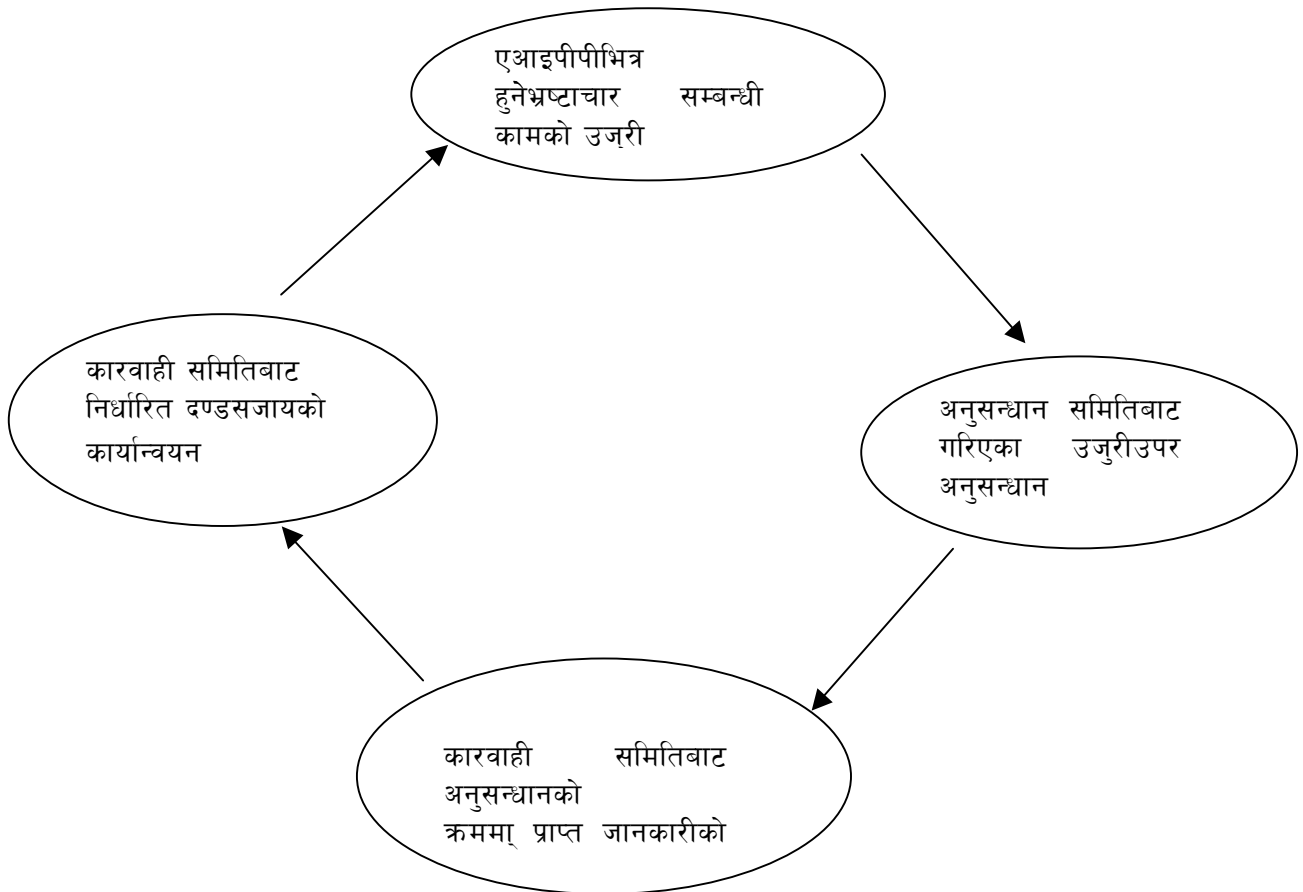 एआइपीपीभित्र
हुनेभ्रष्टाचार सम्बन्धी
कामको उजुरी
कारवाही समितिबाट
निर्धारित दण्डसजायको
कार्यान्वयन
अनुसन्धान समितिबाट
गरिएका उजुरीउपर
अनुसन्धान
कारवाही समितिबाट
अनुसन्धानको
क्रममा् प्राप्त जानकारीको